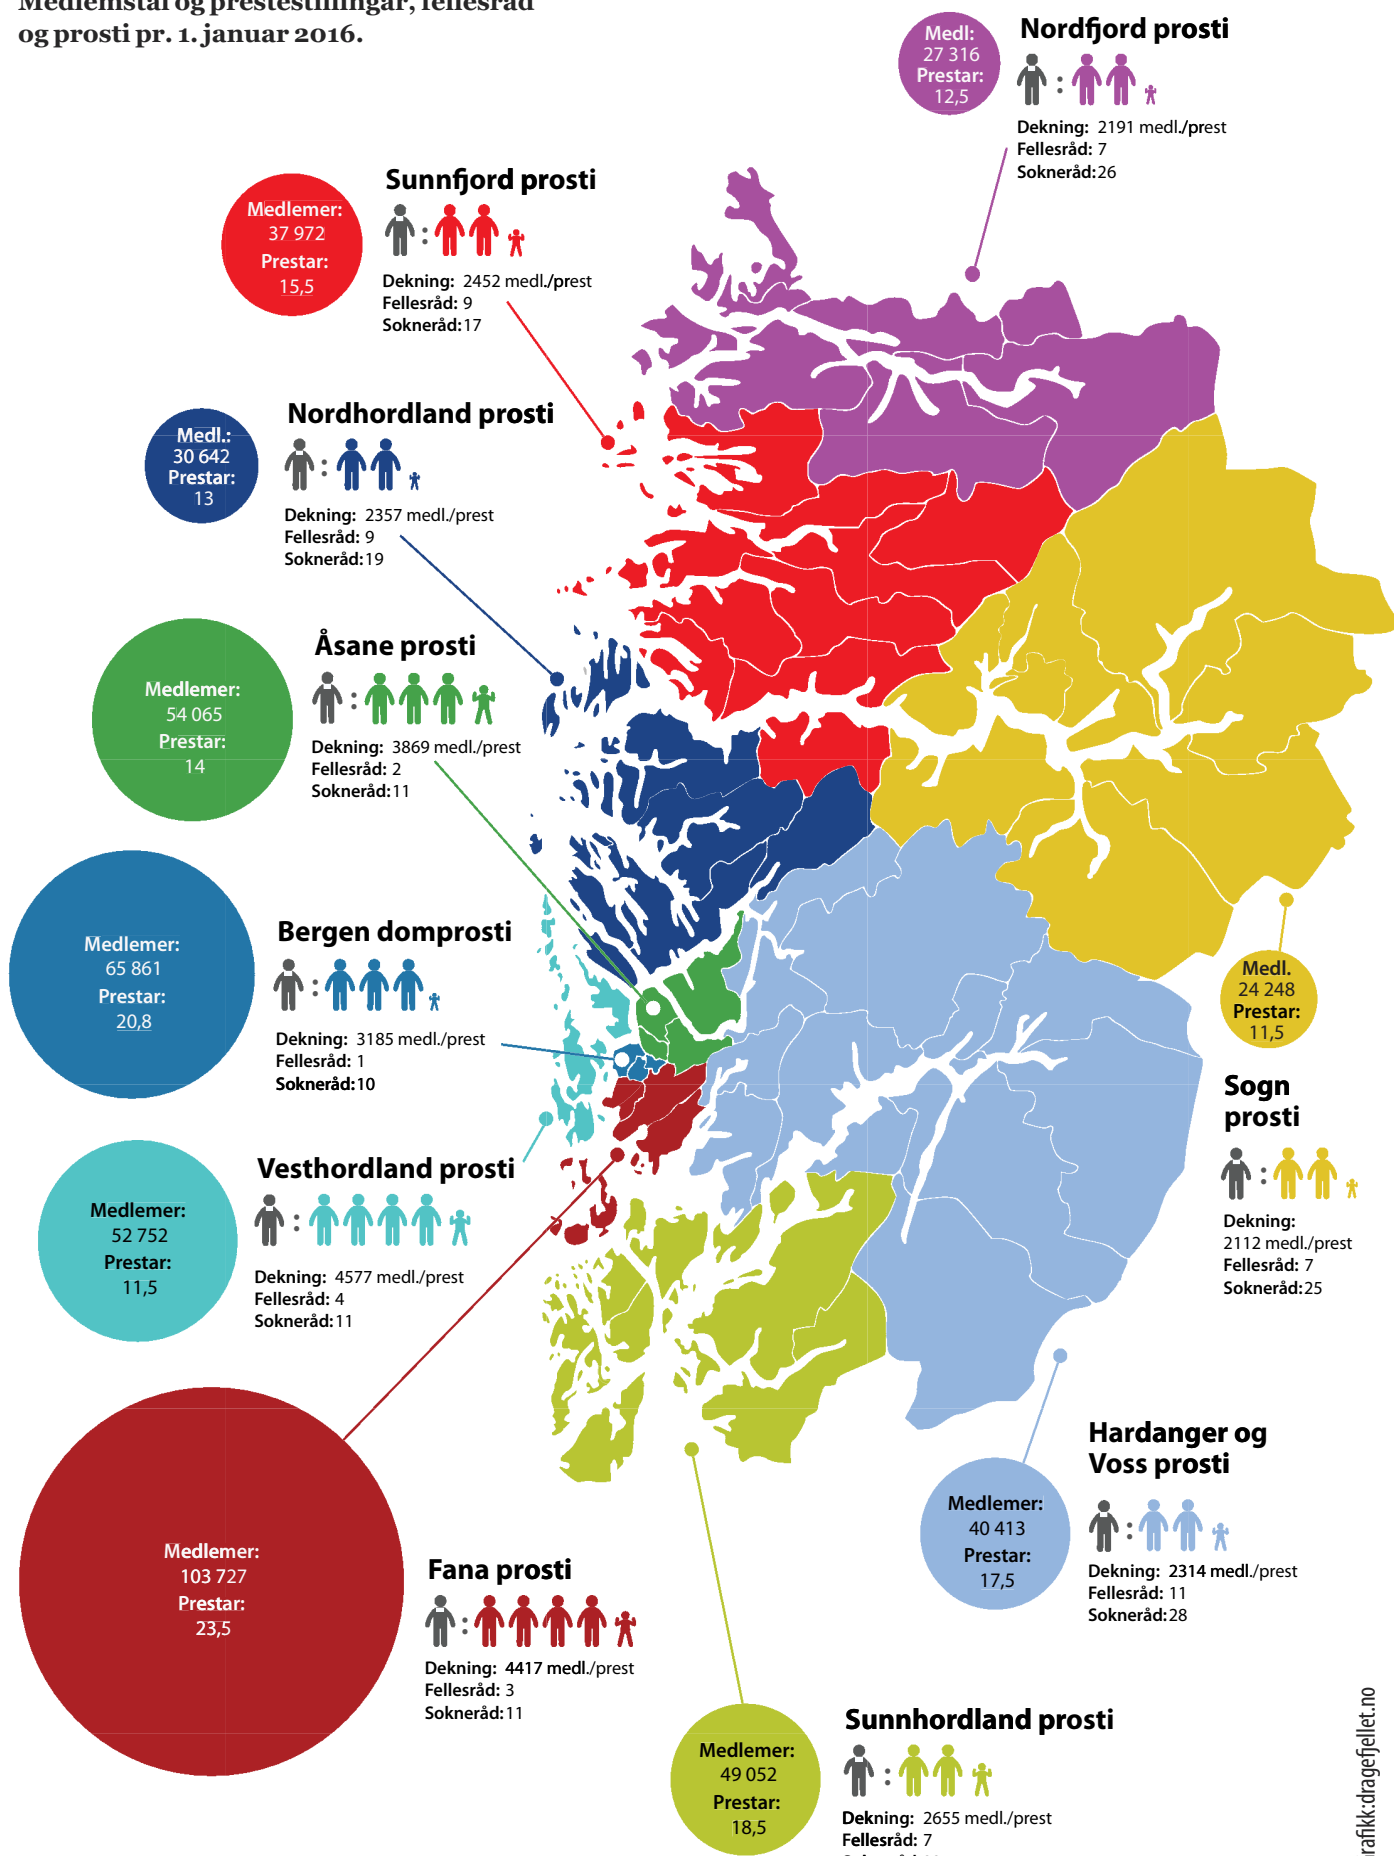 Medlemstal og prestestillingar, fellesråd
og prosti pr. 1. januar 2016.
Medl:
27 316
Prestar:
12,5
Nordfjord prosti
Dekning: 2191 medl./prest
Fellesråd: 7
Sokneråd:26
Medlemer:
37 972
Prestar:
15,5
Sunnfjord prosti
Dekning: 2452 medl./prest
Fellesråd: 9
Sokneråd:17
Medl.:
30 642
Prestar:
13
Nordhordland prosti
Dekning: 2357 medl./prest
Fellesråd: 9
Sokneråd:19
Medlemer:
54 065
Prestar:
14
Åsane prosti
Dekning: 3869 medl./prest
Fellesråd: 2
Sokneråd:11
Medlemer:
65 861
Prestar:
20,8
Bergen domprosti
Dekning: 3185 medl./prest
Fellesråd: 1
Sokneråd:10
Medl.
24 248
Prestar:
11,5
Sogn
prosti
Dekning:
2112 medl./prest
Fellesråd: 7
Sokneråd:25
Medlemer:
52 752
Prestar:
11,5
Vesthordland prosti
Dekning: 4577 medl./prest
Fellesråd: 4
Sokneråd:11
Medlemer:
103 727
Prestar:
23,5
Fana prosti
Dekning: 4417 medl./prest
Fellesråd: 3
Sokneråd:11
Hardanger og
Voss prosti
Medlemer:
40 413
Prestar:
17,5
Dekning: 2314 medl./prest
Fellesråd: 11
Sokneråd:28
Medlemer:
49 052
Prestar:
18,5
Sunnhordland prosti
Dekning: 2655 medl./prest
Fellesråd: 7
rafikk:dragefjellet.no